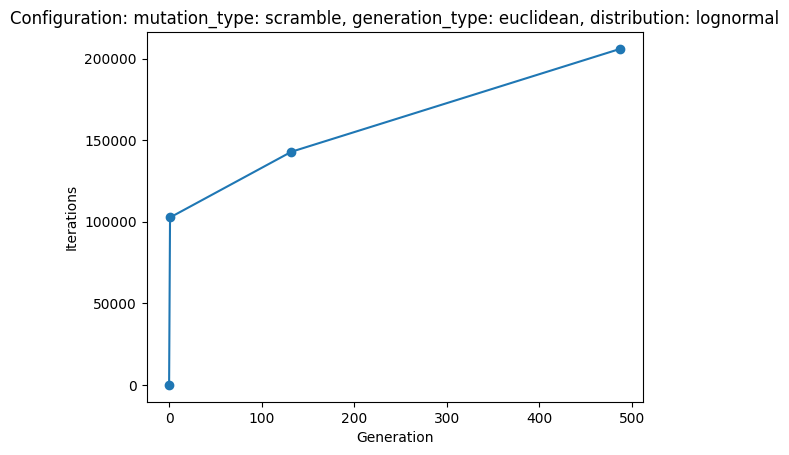 Configuration: mutation_type: scramble, generation_type: euclidean, distribution: lognormal
200000
150000
100000
50000
0
Iterations
0 100 200 300 400 500
Generation